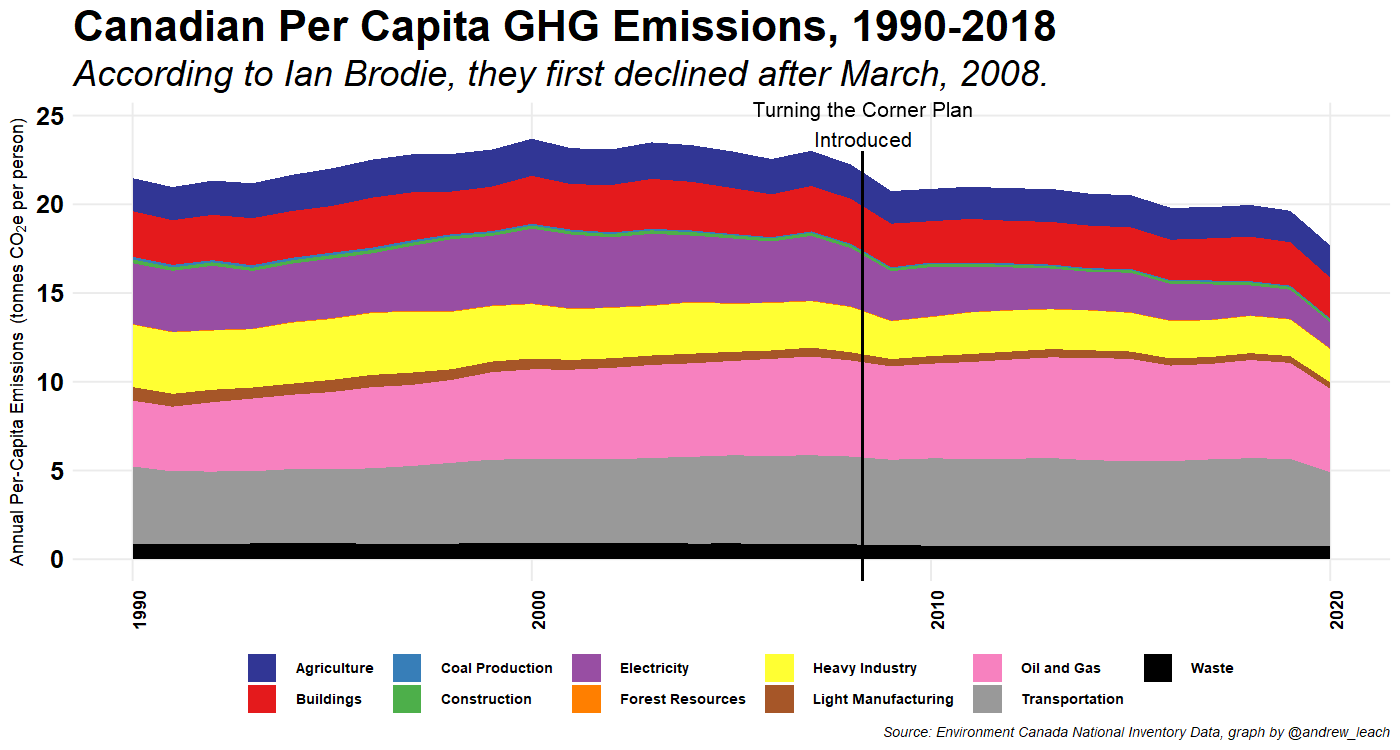 Canadian Per Capita GHG Emissions, 1990-2018
According to Ian Brodie, they first declined after March, 2008.
Annual Per-Capita Emissions (tonnes CO₂e per person)
25
20
15
10
5
0
Turning the Corner Plan
Introduced
1990
2000
2010
2020
Agriculture
Coal Production
Electricity
Heavy Industry
Oil and Gas
Waste
Buildings
Construction
Forest Resources
Light Manufacturing
Transportation
Source: Environment Canada National Inventory Data, graph by @andrew_leach